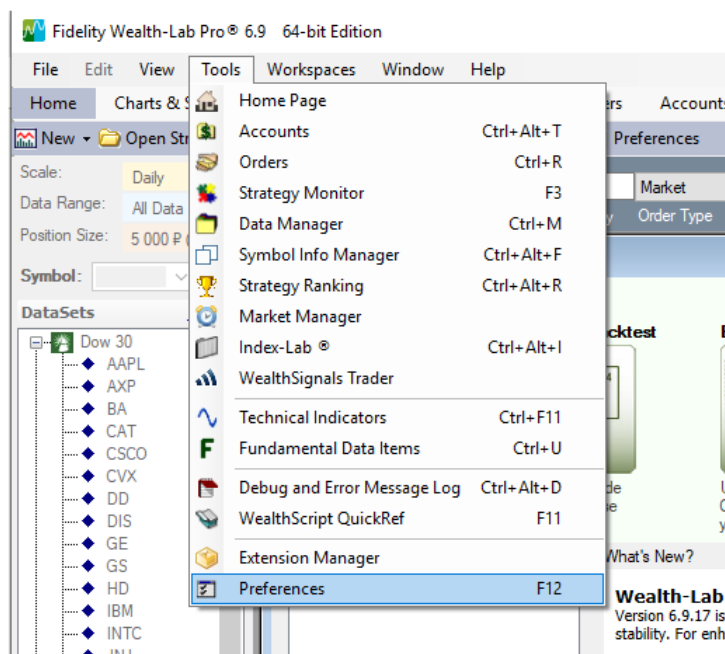 Fidelity Wealth-Lab Pro® 6.9 64-bit Edition
File Edit View Tools Workspaces Window Help
Home Charts & S
New Open Str
Scale: Daily
Data Range: All Data
Position Size: 5 000 ₽ (
Symbol:
DataSets
Dow 30
AAPL
AXP
BA
CAT
CSCO
CVX
DD
DIS
GE
GS
HD
IBM
INTC
Home Page
Accounts Ctrl+Alt+T
Orders Ctrl+R
Strategy Monitor F3
Data Manager Ctrl+M
Symbol Info Manager Ctrl+Alt+F
Strategy Ranking Ctrl+Alt+R
Market Manager
Index-Lab ® Ctrl+Alt+I
WealthSignals Trader
Technical Indicators Ctrl+F11
Fundamental Data Items Ctrl+U
Debug and Error Message Log Ctrl+Alt+D
WealthScript QuickRef F11
Extension Manager
Preferences F12
ers Accounts
Preferences
Market
y Order Type
cktest
de
se
What's New?
Wealth-Lab
Version 6.9.17 is
stability. For enh